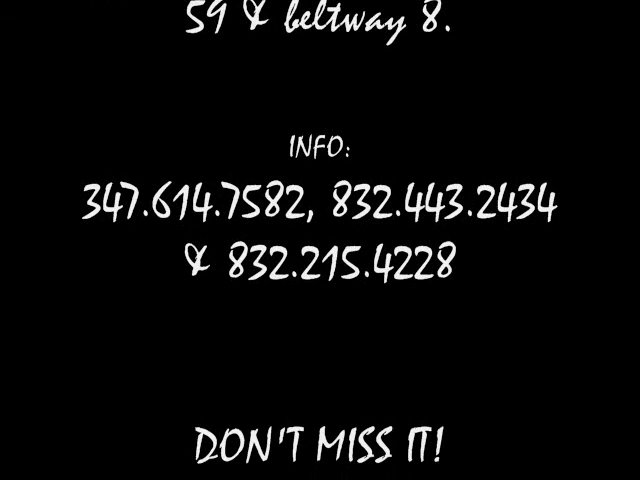 59 & beltway 8.
INFO:
347.614.7582, 832.443.2434
& 832.215.4228
DON'T MISS IT!